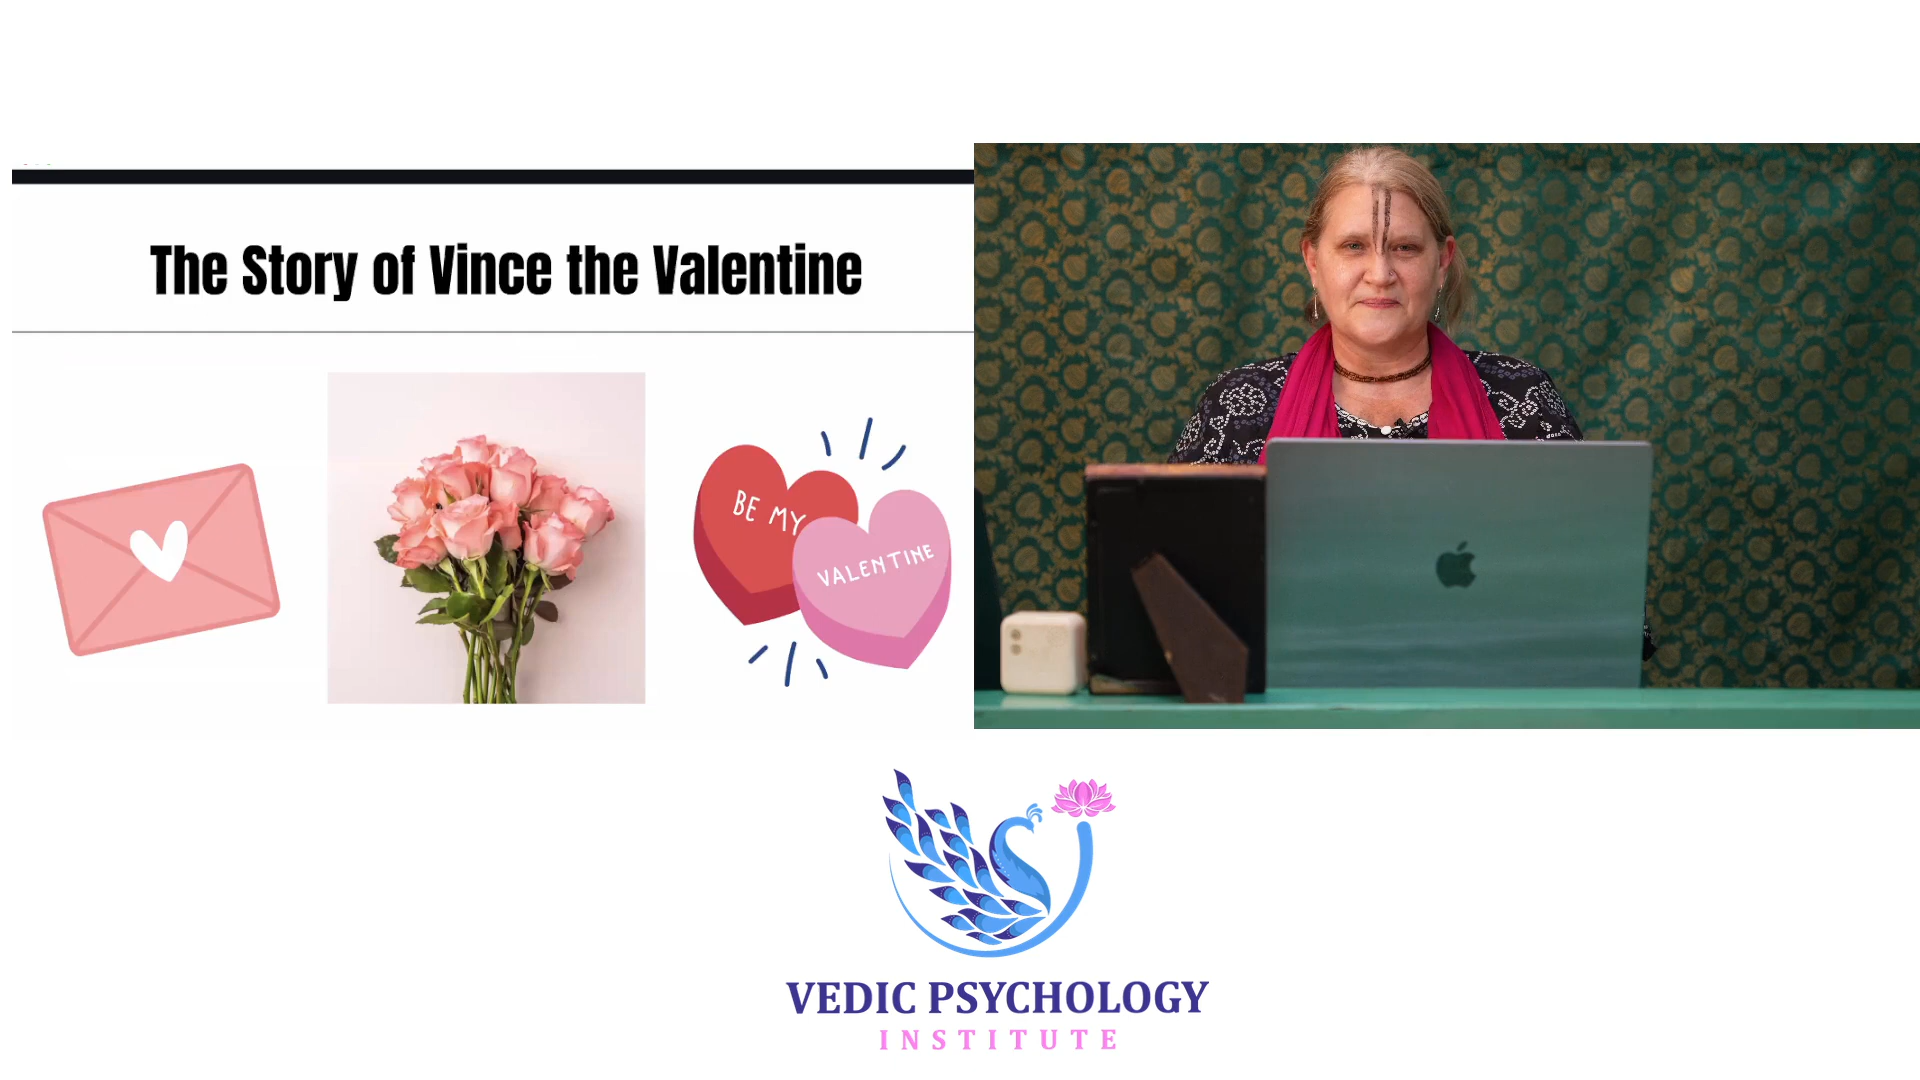 The Story of Vince the Valentine
BE MY
VALENTINE
VEDIC PSYCHOLOGY
INSTITUTE